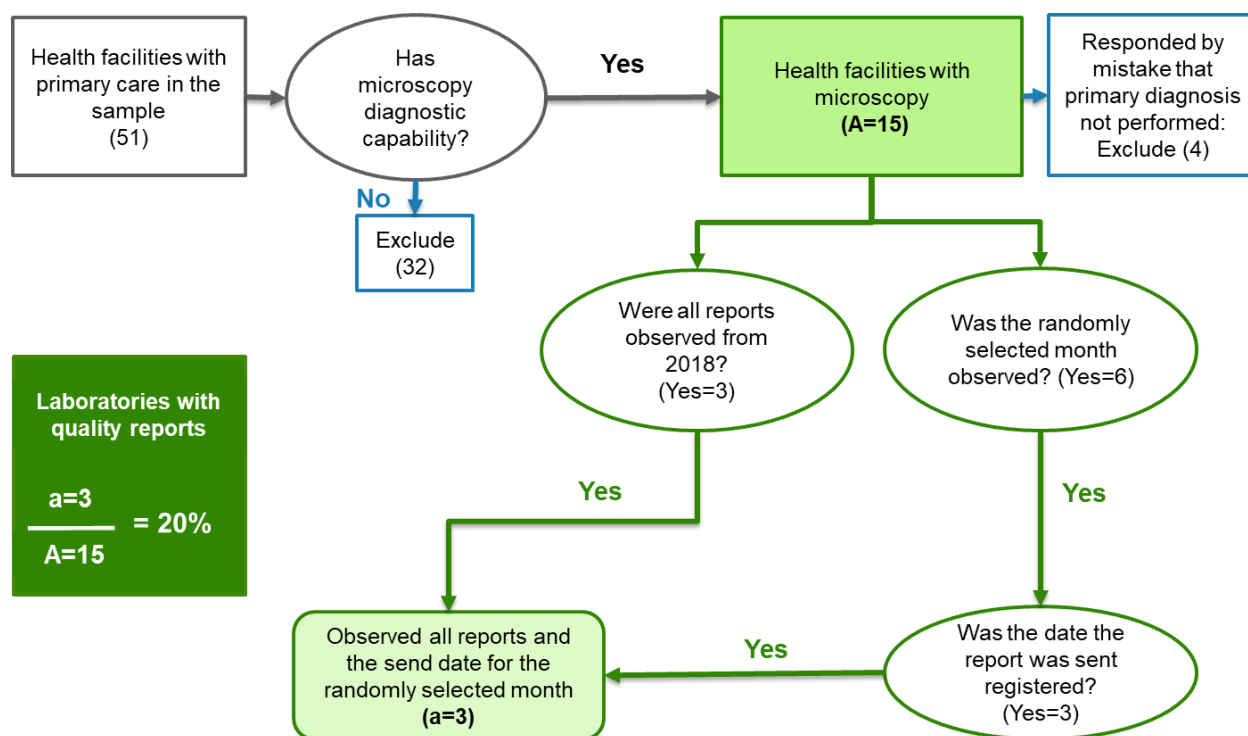 Health facilities with
primary care in the
sample
(51)
Has
microscopy
diagnostic
capability?
Yes
Health facilities with
microscopy
(A=15)
Responded by
mistake that
primary diagnosis
not performed:
Exclude (4)
No
Exclude
(32)
Were all reports
observed from
2018?
(Yes=3)
Was the randomly
selected month
observed? (Yes=6)
Laboratories with
quality reports
a=3
A=15
= 20%
Yes
Yes
Observed all reports and
the send date for the
randomly selected month
(a=3)
Yes
Was the date the
report was sent
registered?
(Yes=3)